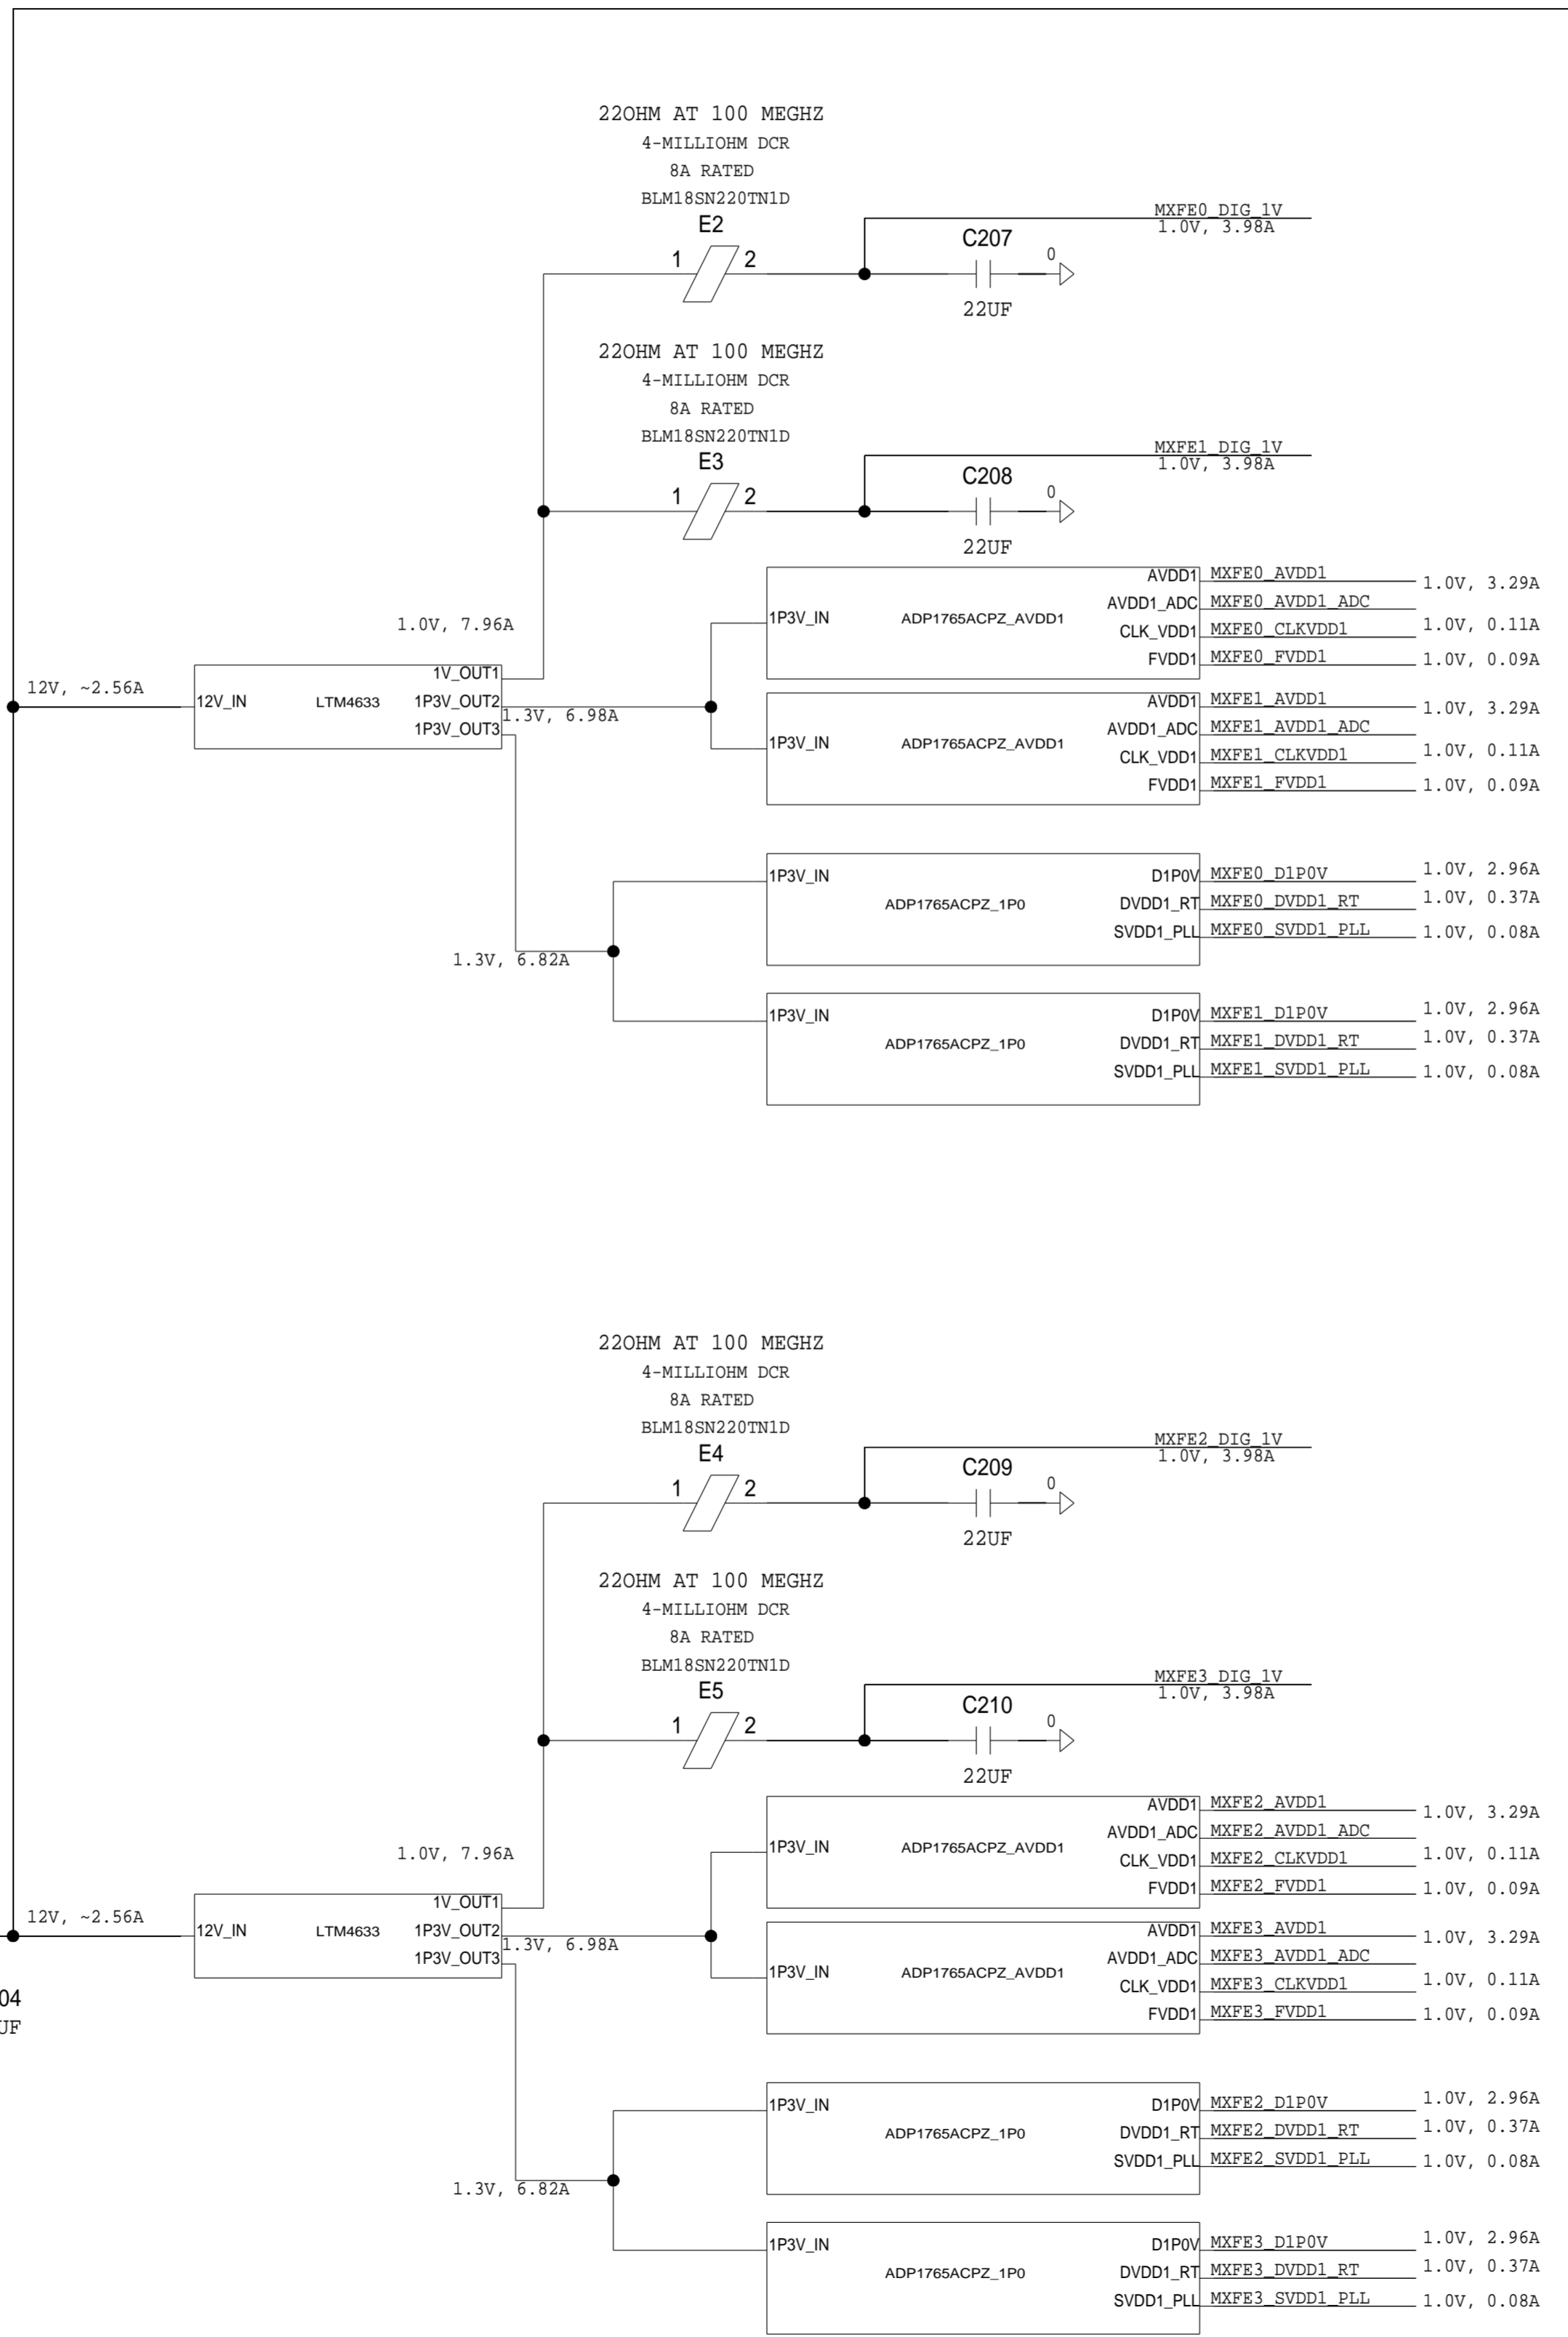 22OHM AT 100 MEGHZ
4-MILLIOHM DCR
8A RATED
BLM18SN220TN1D
E2
1
2
C207
22UF
0
MXFE0_DIG_1V
1.0V, 3.98A
22OHM AT 100 MEGHZ
4-MILLIOHM DCR
8A RATED
BLM18SN220TN1D
E3
1
2
C208
22UF
0
MXFE1_DIG_1V
1.0V, 3.98A
1.0V, 7.96A
12V, ~2.56A
12V_IN
LTM4633
1V_OUT1
1P3V_OUT2
1P3V_OUT3
1.3V, 6.98A
1.3V, 6.82A
1P3V_IN
ADP1765ACPZ_AVDD1
AVDD1 MXFE0_AVDD1 1.0V, 3.29A
AVDD1_ADC MXFE0_AVDD1_ADC
CLK_VDD1 MXFE0_CLKVDD1 1.0V, 0.11A
FVDD1 MXFE0_FVDD1 1.0V, 0.09A
1P3V_IN
ADP1765ACPZ_AVDD1
AVDD1 MXFE1_AVDD1 1.0V, 3.29A
AVDD1_ADC MXFE1_AVDD1_ADC
CLK_VDD1 MXFE1_CLKVDD1 1.0V, 0.11A
FVDD1 MXFE1_FVDD1 1.0V, 0.09A
1P3V_IN
ADP1765ACPZ_1P0
D1P0V MXFE0_D1P0V 1.0V, 2.96A
DVDD1_RT MXFE0_DVDD1_RT 1.0V, 0.37A
SVDD1_PLL MXFE0_SVDD1_PLL 1.0V, 0.08A
1P3V_IN
ADP1765ACPZ_1P0
D1P0V MXFE1_D1P0V 1.0V, 2.96A
DVDD1_RT MXFE1_DVDD1_RT 1.0V, 0.37A
SVDD1_PLL MXFE1_SVDD1_PLL 1.0V, 0.08A
22OHM AT 100 MEGHZ
4-MILLIOHM DCR
8A RATED
BLM18SN220TN1D
E4
1
2
C209
22UF
0
MXFE2_DIG_1V
1.0V, 3.98A
22OHM AT 100 MEGHZ
4-MILLIOHM DCR
8A RATED
BLM18SN220TN1D
E5
1
2
C210
22UF
0
MXFE3_DIG_1V
1.0V, 3.98A
1.0V, 7.96A
12V, ~2.56A
12V_IN
LTM4633
1V_OUT1
1P3V_OUT2
1P3V_OUT3
1.3V, 6.98A
04
UF
1.3V, 6.82A
1P3V_IN
ADP1765ACPZ_AVDD1
AVDD1 MXFE2_AVDD1 1.0V, 3.29A
AVDD1_ADC MXFE2_AVDD1_ADC
CLK_VDD1 MXFE2_CLKVDD1 1.0V, 0.11A
FVDD1 MXFE2_FVDD1 1.0V, 0.09A
1P3V_IN
ADP1765ACPZ_AVDD1
AVDD1 MXFE3_AVDD1 1.0V, 3.29A
AVDD1_ADC MXFE3_AVDD1_ADC
CLK_VDD1 MXFE3_CLKVDD1 1.0V, 0.11A
FVDD1 MXFE3_FVDD1 1.0V, 0.09A
1P3V_IN
ADP1765ACPZ_1P0
D1P0V MXFE2_D1P0V 1.0V, 2.96A
DVDD1_RT MXFE2_DVDD1_RT 1.0V, 0.37A
SVDD1_PLL MXFE2_SVDD1_PLL 1.0V, 0.08A
1P3V_IN
ADP1765ACPZ_1P0
D1P0V MXFE3_D1P0V 1.0V, 2.96A
DVDD1_RT MXFE3_DVDD1_RT 1.0V, 0.37A
SVDD1_PLL MXFE3_SVDD1_PLL 1.0V, 0.08A